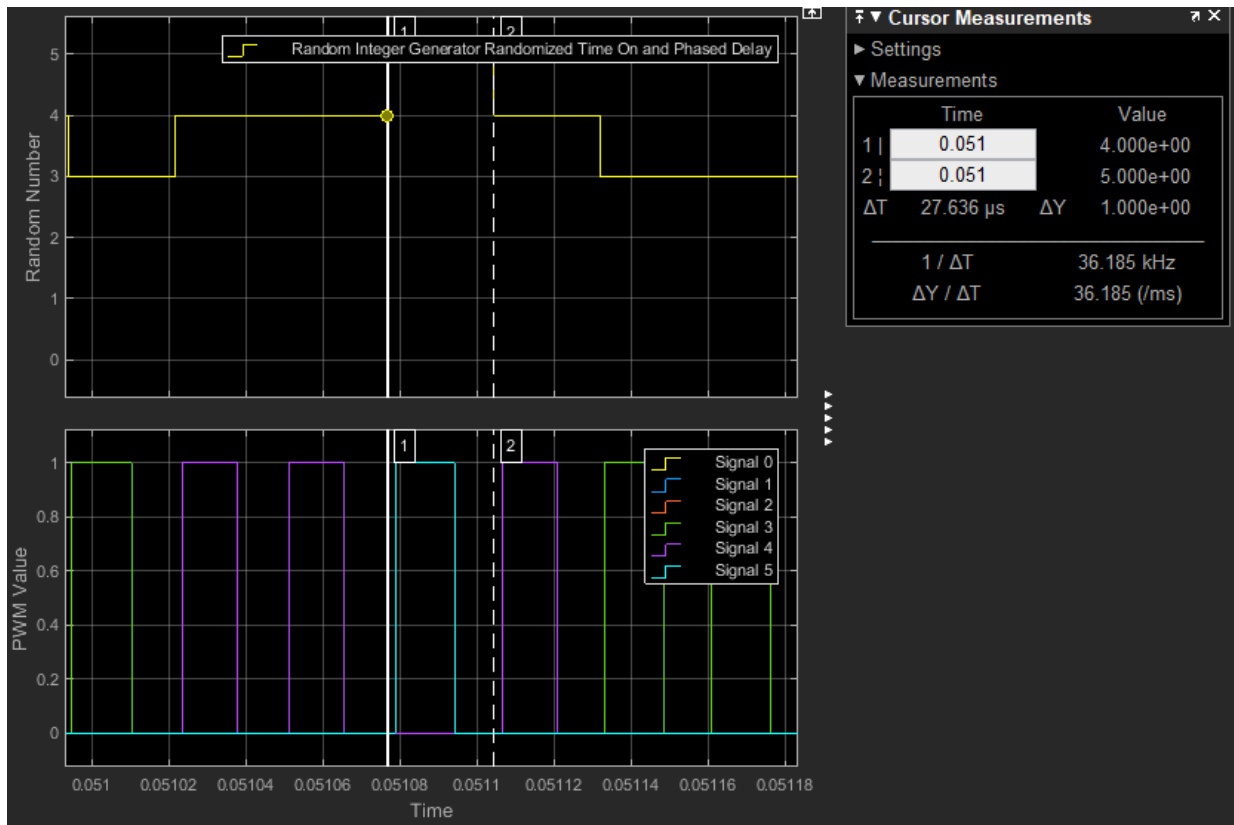 1
2
Random Integer Generator Randomized Time On and Phased Delay
5
4
3
2
1
0
Random Number
Cursor Measurements
Settings
Measurements
Time Value
1 | 0.051 4.000e+00
2 ¦ 0.051 5.000e+00
ΔT 27.636 µs ΔY 1.000e+00
1 / ΔT 36.185 kHz
ΔY / ΔT 36.185 (/ms)
1
2
Signal 0
Signal 1
Signal 2
Signal 3
Signal 4
Signal 5
1
0.8
0.6
0.4
0.2
0
PWM Value
0.051 0.05102 0.05104 0.05106 0.05108 0.0511 0.05112 0.05114 0.05116 0.05118
Time